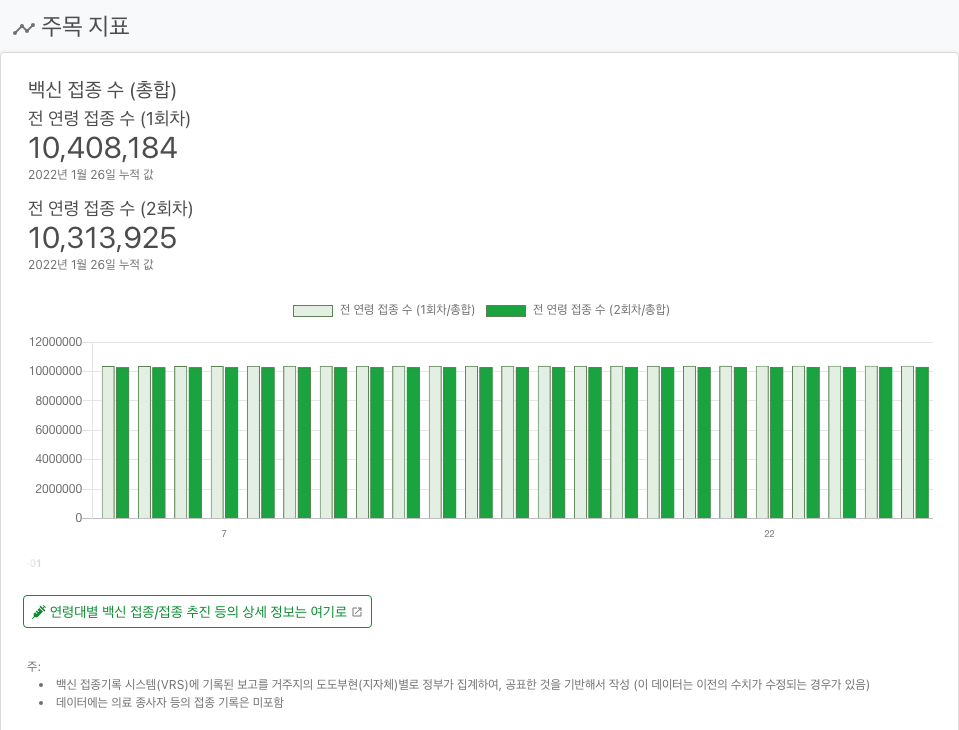 주목 지표
백신 접종 수 (총합)
전 연령 접종 수 (1회차)
10,408,184
2022년 1월 26일 누적 값
전 연령 접종 수 (2회차)
10,313,925
2022년 1월 26일 누적 값
전 연령 접종 수 (1회차/총합) 전 연령 접종 수 (2회차/총합)
12000000
10000000
8000000
6000000
4000000
2000000
0
7 22
-01
연령대별 백신 접종/접종 추진 등의 상세 정보는 여기로
주:
• 백신 접종기록 시스템(VRS)에 기록된 보고를 거주지의 도도부현(지자체)별로 정부가 집계하여, 공표한 것을 기반해서 작성 (이 데이터는 이전의 수치가 수정되는 경우가 있음)
• 데이터에는 의료 종사자 등의 접종 기록은 미포함